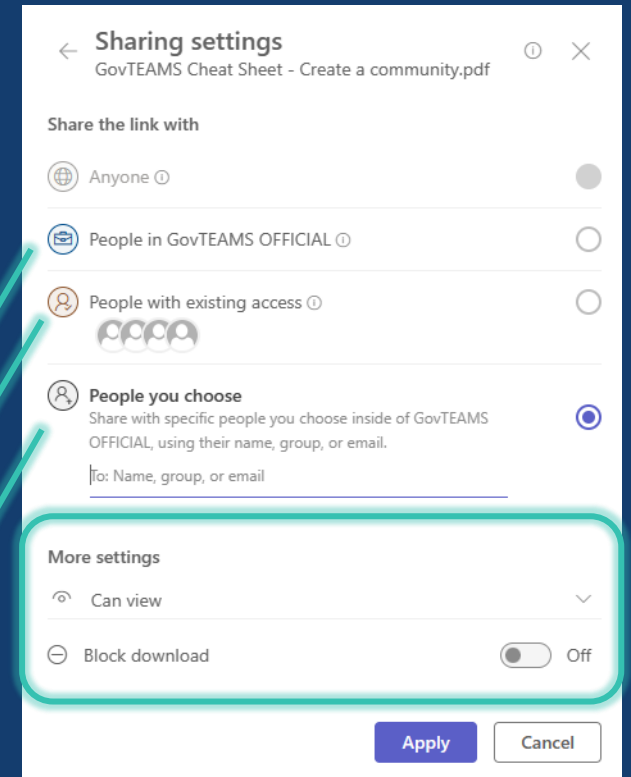 Sharing settings
GovTEAMS Cheat Sheet - Create a community.pdf
Share the link with
Anyone
People in GovTEAMS OFFICIAL
People with existing access
People you choose
Share with specific people you choose inside of GovTEAMS
OFFICIAL, using their name, group, or email.
To: Name, group, or email
More settings
Can view
Block download Off
Apply Cancel